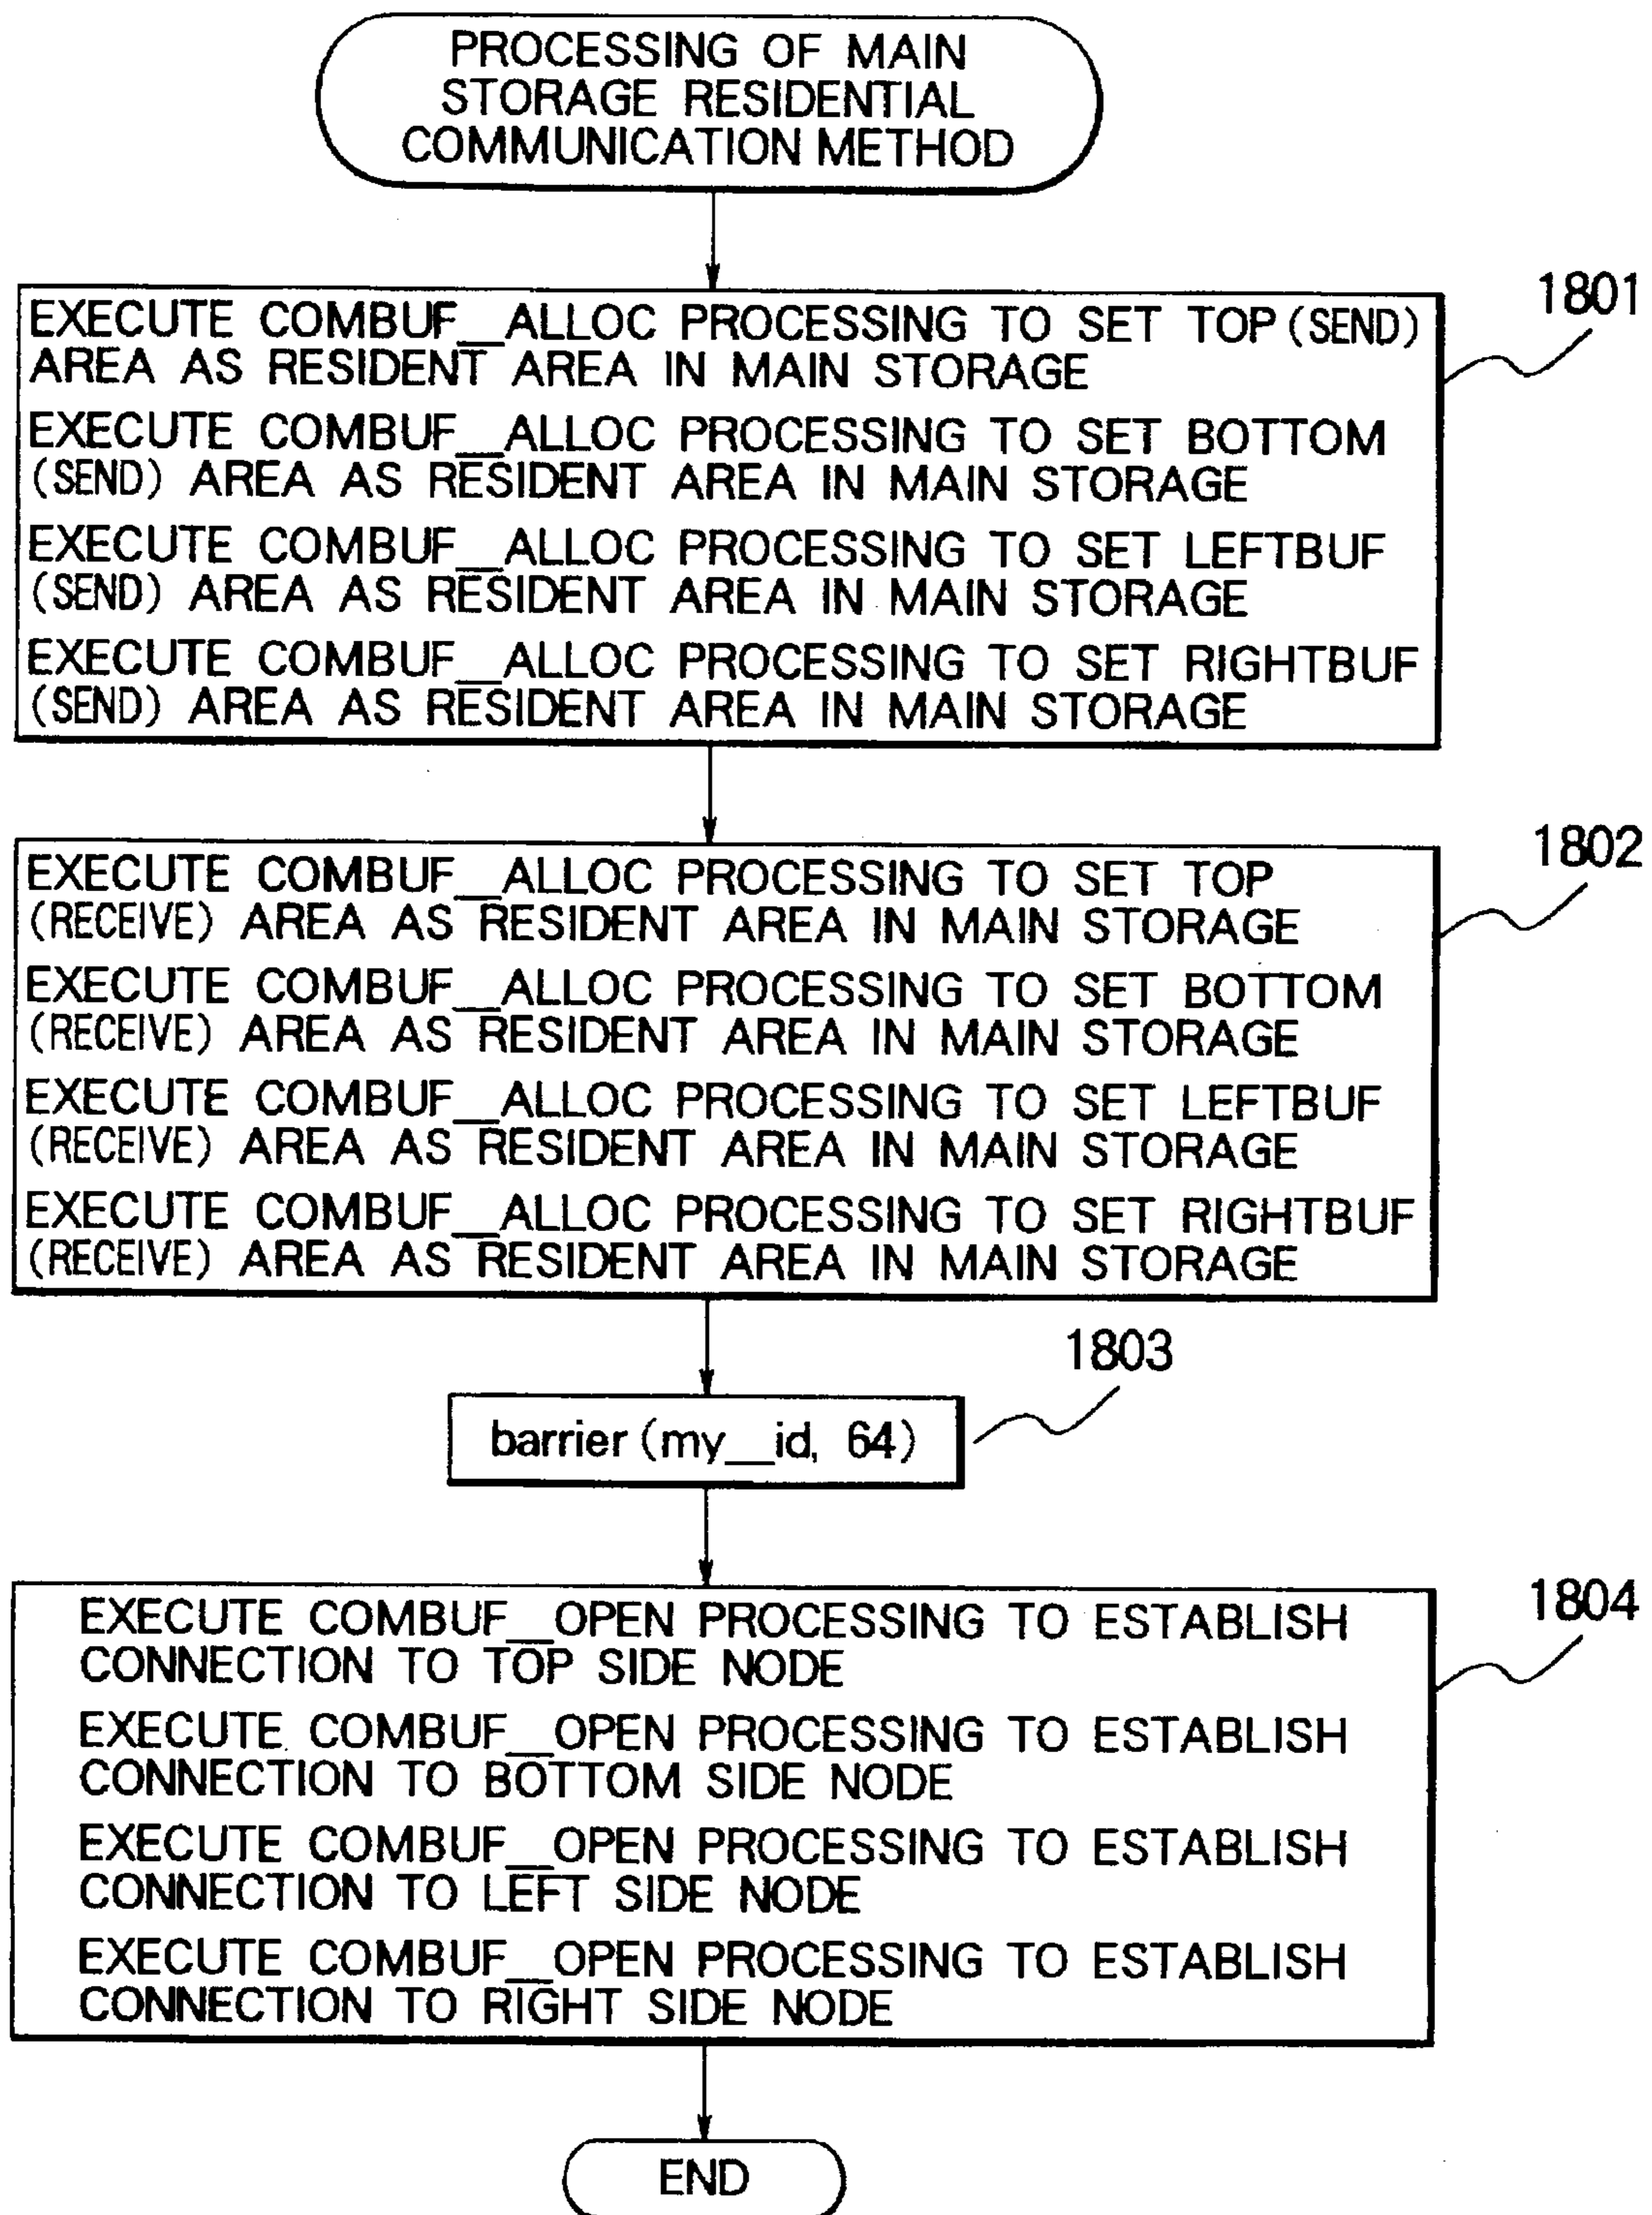 PROCESSING OF MAIN
STORAGE RESIDENTIAL
COMMUNICATION METHOD
1801
EXECUTE COMBUF__ALLOC PROCESSING TO SET TOP (SEND)
AREA AS RESIDENT AREA IN MAIN STORAGE
EXECUTE COMBUF__ALLOC PROCESSING TO SET BOTTOM
(SEND) AREA AS RESIDENT AREA IN MAIN STORAGE
EXECUTE COMBUF__ALLOC PROCESSING TO SET LEFTBUF
(SEND) AREA AS RESIDENT AREA IN MAIN STORAGE
EXECUTE COMBUF__ALLOC PROCESSING TO SET RIGHTBUF
(SEND) AREA AS RESIDENT AREA IN MAIN STORAGE
1802
EXECUTE COMBUF__ALLOC PROCESSING TO SET TOP
(RECEIVE) AREA AS RESIDENT AREA IN MAIN STORAGE
EXECUTE COMBUF__ALLOC PROCESSING TO SET BOTTOM
(RECEIVE) AREA AS RESIDENT AREA IN MAIN STORAGE
EXECUTE COMBUF__ALLOC PROCESSING TO SET LEFTBUF
(RECEIVE) AREA AS RESIDENT AREA IN MAIN STORAGE
EXECUTE COMBUF__ALLOC PROCESSING TO SET RIGHTBUF
(RECEIVE) AREA AS RESIDENT AREA IN MAIN STORAGE
1803
barrier (my__id, 64)
1804
EXECUTE COMBUF__OPEN PROCESSING TO ESTABLISH
CONNECTION TO TOP SIDE NODE
EXECUTE COMBUF__OPEN PROCESSING TO ESTABLISH
CONNECTION TO BOTTOM SIDE NODE
EXECUTE COMBUF__OPEN PROCESSING TO ESTABLISH
CONNECTION TO LEFT SIDE NODE
EXECUTE COMBUF__OPEN PROCESSING TO ESTABLISH
CONNECTION TO RIGHT SIDE NODE
END